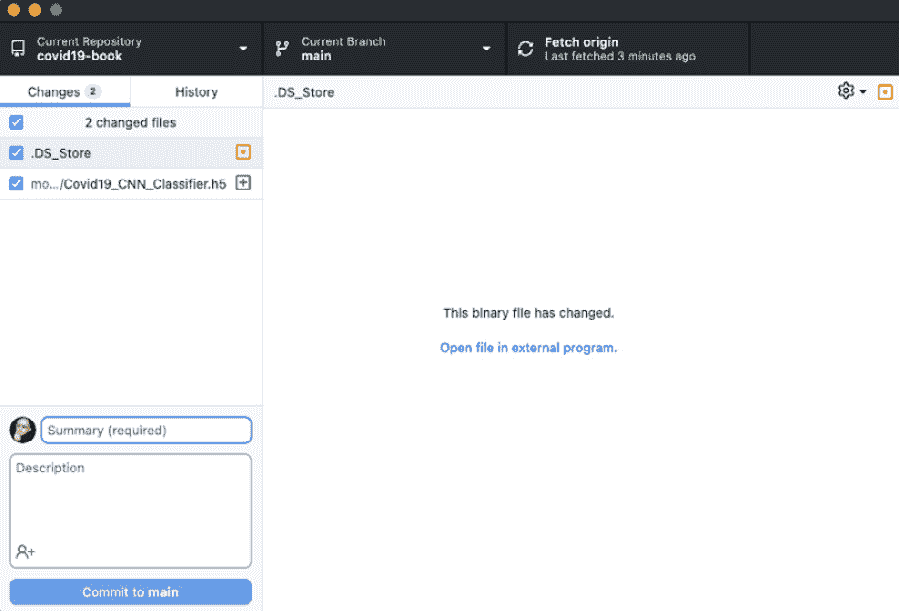 Current Repository
covid19-book
Current Branch
main
Fetch origin
Last fetched 3 minutes ago
Changes 2
History
.DS_Store
2 changed files
.DS_Store
mo.../Covid19_CNN_Classifier.h5
This binary file has changed.
Open file in external program.
Summary (required)
Description
Commit to main